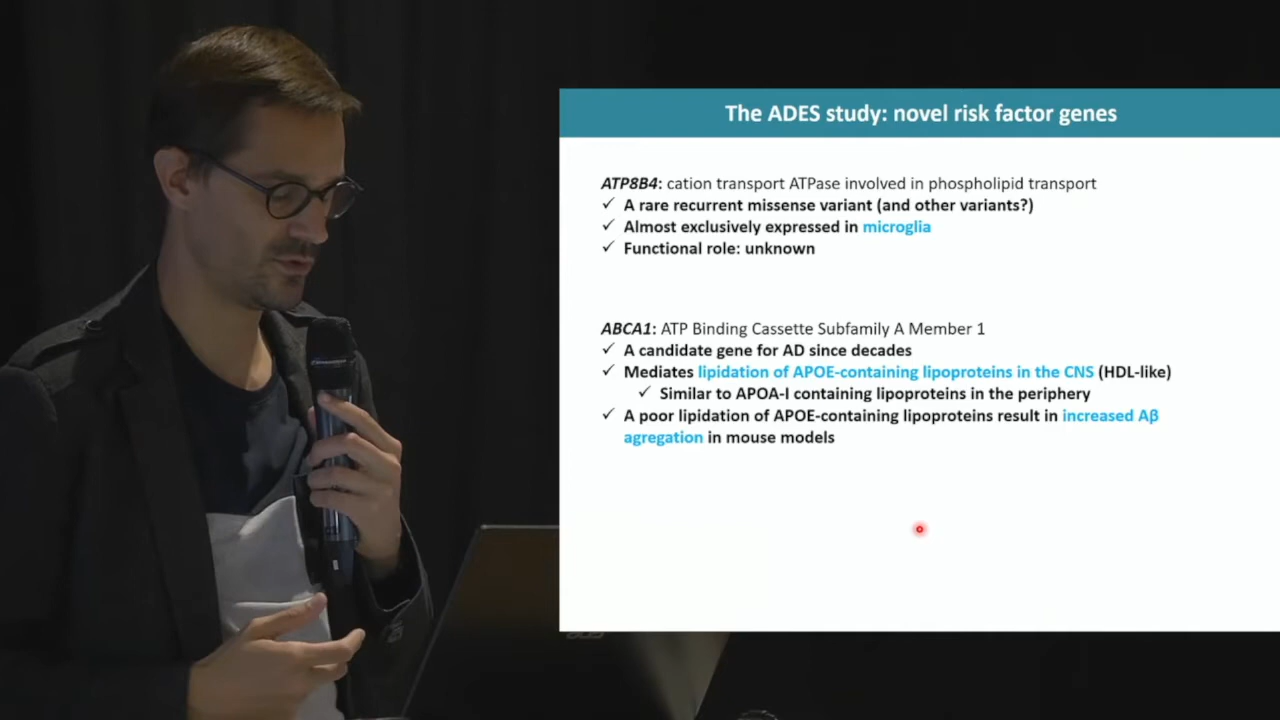 The ADES study: novel risk factor genes
ATP8B4: cation transport ATPase involved in phospholipid transport
✓ A rare recurrent missense variant (and other variants?)
✓ Almost exclusively expressed in microglia
✓ Functional role: unknown
ABCA1: ATP Binding Cassette Subfamily A Member 1
✓ A candidate gene for AD since decades
✓ Mediates lipidation of APOE-containing lipoproteins in the CNS (HDL-like)
✓ Similar to APOA-I containing lipoproteins in the periphery
✓ A poor lipidation of APOE-containing lipoproteins result in increased Aβ
agregation in mouse models